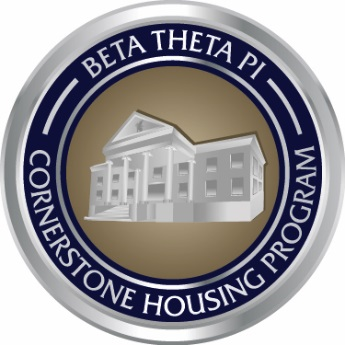 BETA THETA PI
CORNERSTONE HOUSING PROGRAM